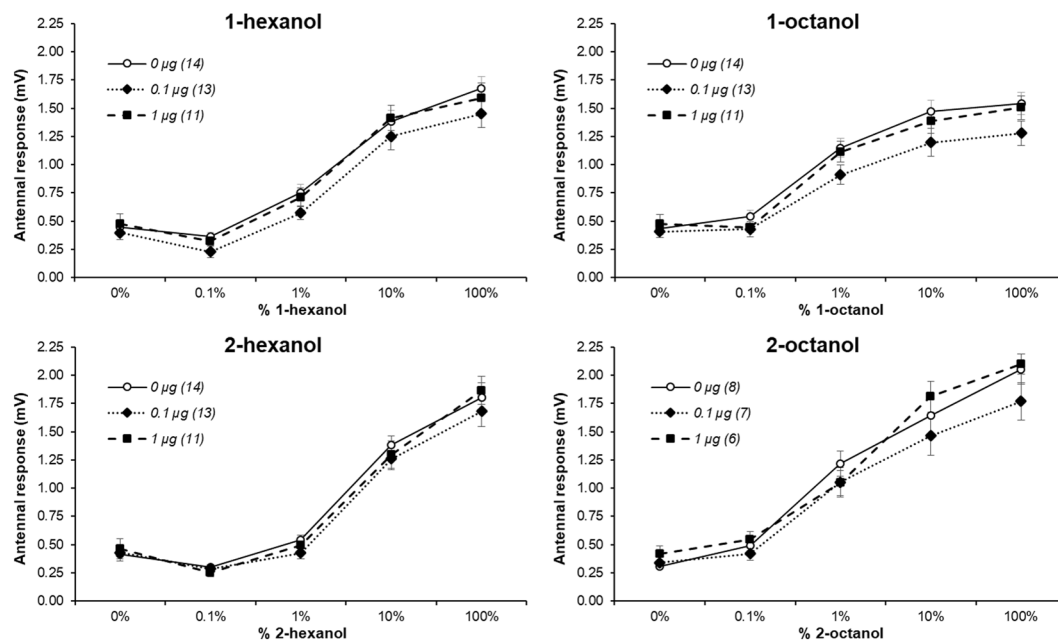 1-hexanol
2.25
2.00
1.75
1.50
1.25
1.00
0.75
0.50
0.25
0.00
Antennal response (mV)
0 µg (14)
0.1 µg (13)
1 µg (11)
0%
0.1%
1%
10%
100%
% 1-hexanol
1-octanol
2.25
2.00
1.75
1.50
1.25
1.00
0.75
0.50
0.25
0.00
Antennal response (mV)
0 µg (14)
0.1 µg (13)
1 µg (11)
0%
0.1%
1%
10%
100%
% 1-octanol
2-hexanol
2.25
2.00
1.75
1.50
1.25
1.00
0.75
0.50
0.25
0.00
Antennal response (mV)
0 µg (14)
0.1 µg (13)
1 µg (11)
0%
0.1%
1%
10%
100%
% 2-hexanol
2-octanol
2.25
2.00
1.75
1.50
1.25
1.00
0.75
0.50
0.25
0.00
Antennal response (mV)
0 µg (8)
0.1 µg (7)
1 µg (6)
0%
0.1%
1%
10%
100%
% 2-octanol